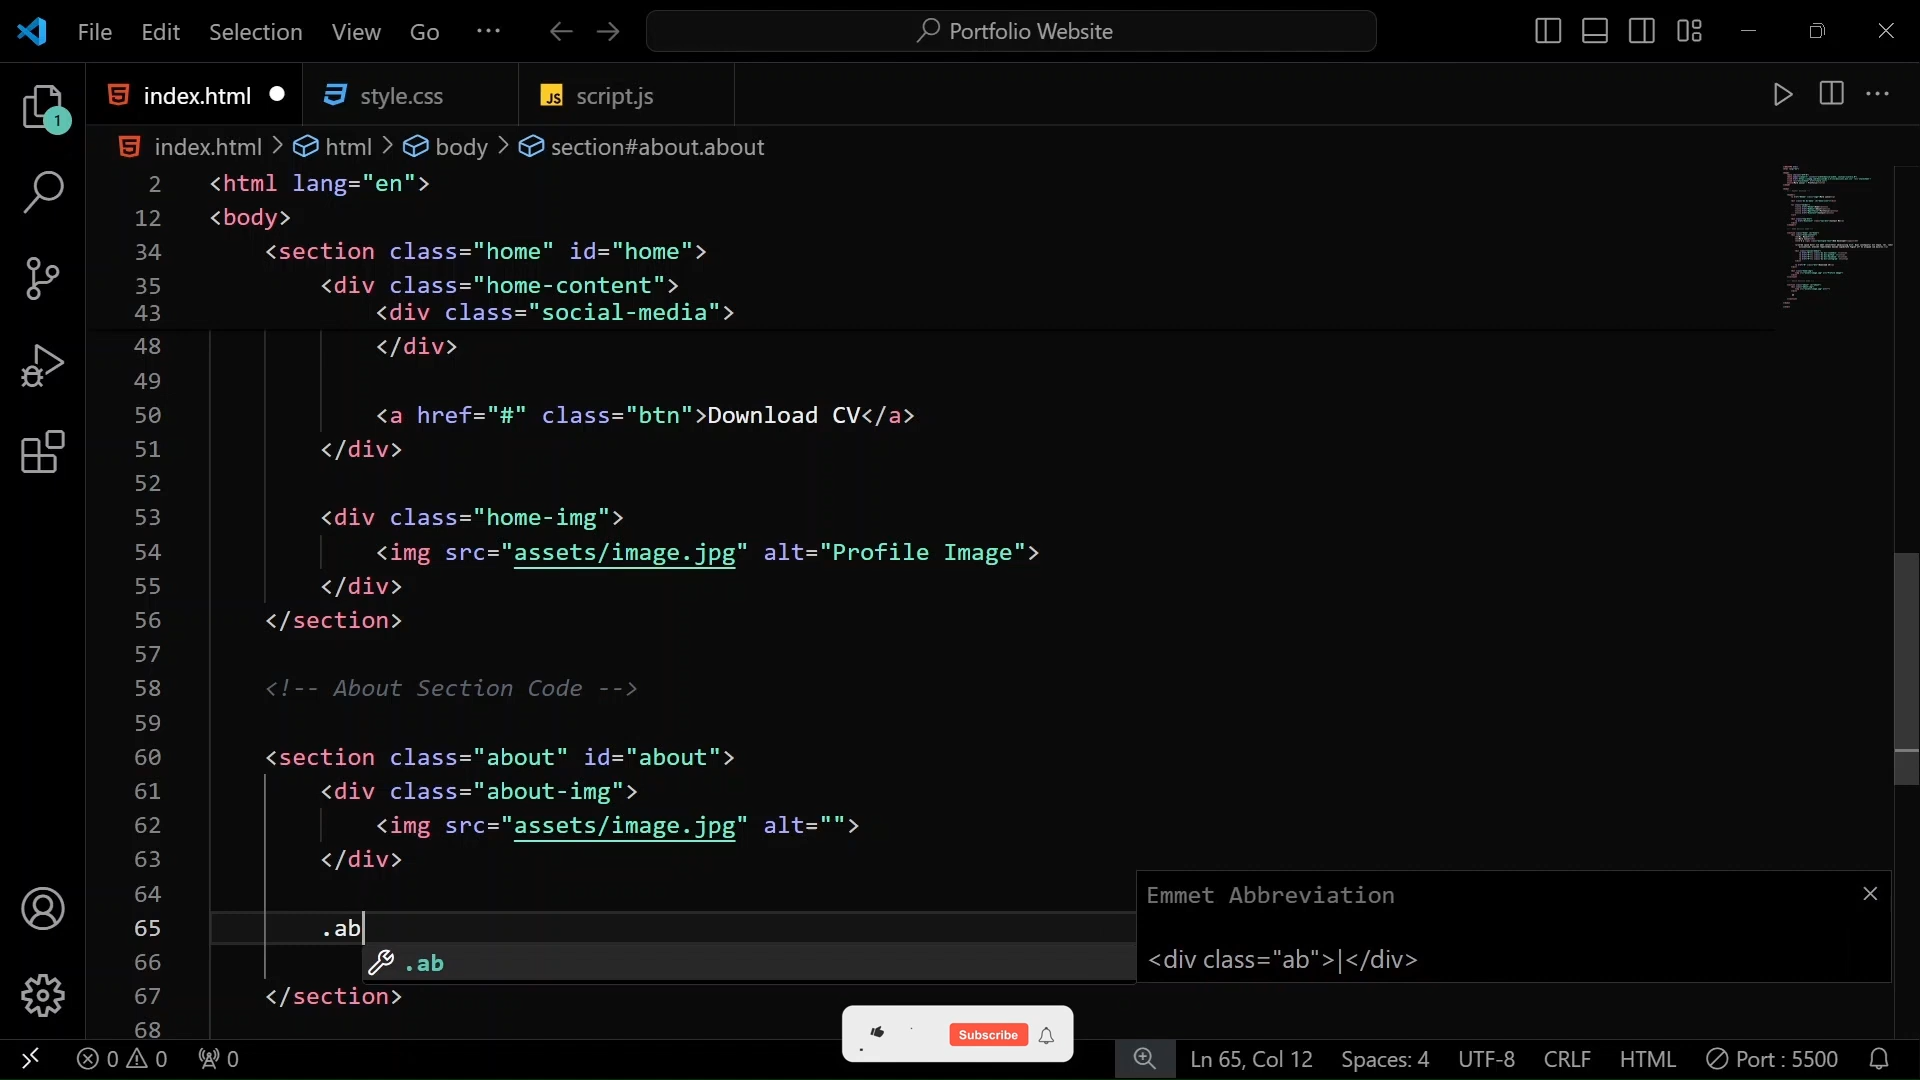 File Edit Selection View Go ··· Portfolio Website
1
index.html style.css JS script.js
index.html > html > body > section#about.about
2 <html lang="en">
12 <body>
34 <section class="home" id="home">
35 <div class="home-content">
43 <div class="social-media">
48 </div>
49
50 <a href="#" class="btn">Download CV</a>
51 </div>
52
53 <div class="home-img">
54 <img src="assets/image.jpg" alt="Profile Image">
55 </div>
56 </section>
57
58 <!-- About Section Code -->
59
60 <section class="about" id="about">
61 <div class="about-img">
62 <img src="assets/image.jpg" alt="">
63 </div>
64
65 .ab
66
67 </section>
68
.ab
Emmet Abbreviation
<div class="ab">|</div>
Subscribe
0 0 0 Ln 65, Col 12 Spaces: 4 UTF-8 CRLF HTML Port : 5500